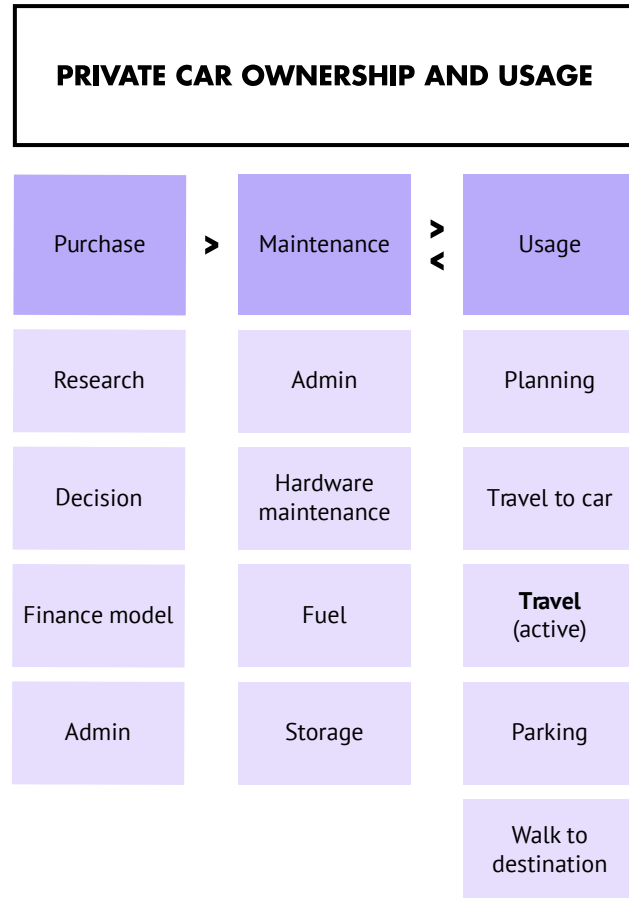 PRIVATE CAR OWNERSHIP AND USAGE
Purchase > Maintenance > < Usage
Research
Admin
Planning
Decision
Hardware
maintenance
Travel to car
Finance model
Fuel
Travel
(active)
Admin
Storage
Parking
Walk to
destination